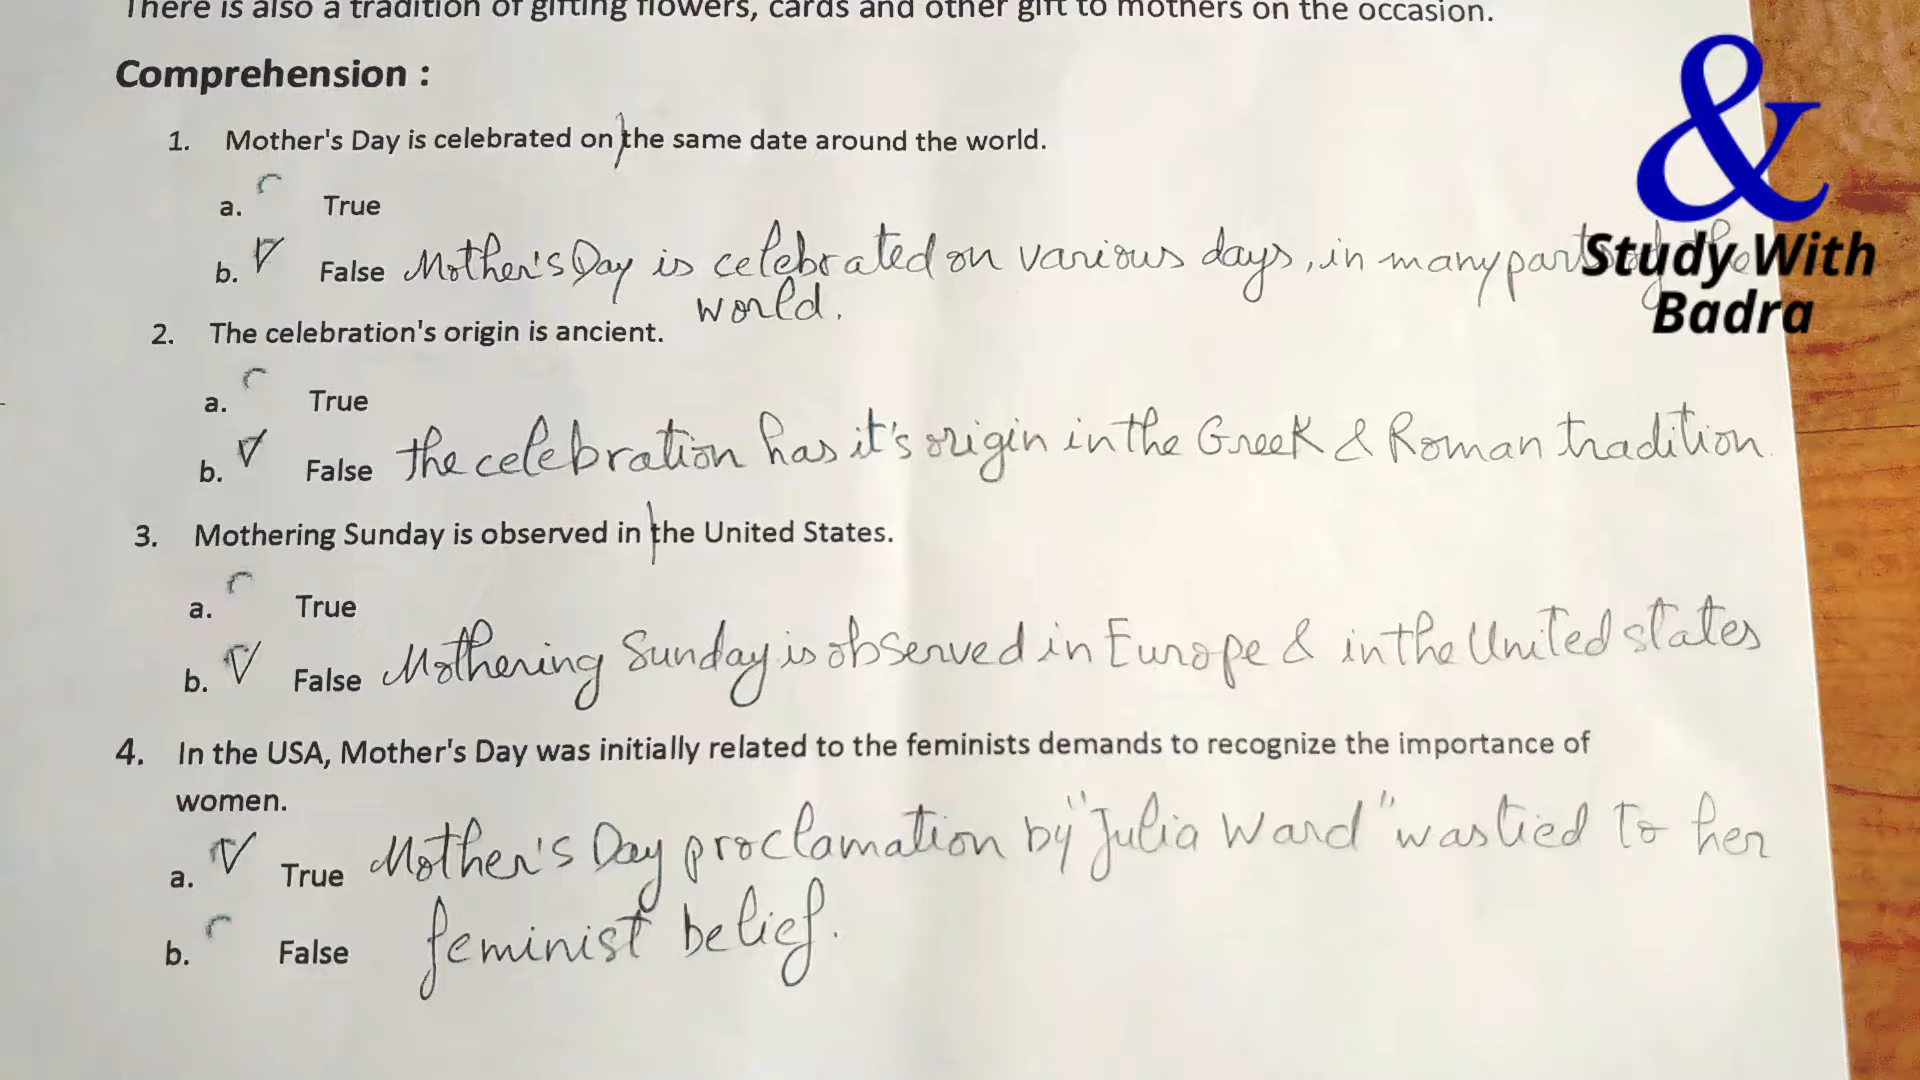 There is also a tradition of gifting flowers, cards and other gift to mothers on the occasion.
Comprehension :
1. Mother's Day is celebrated on the same date around the world.
a. True
b. False Mother's Day is celebrated on various days, in many parts
world.
2. The celebration's origin is ancient.
a. True
b. False the celebration has it's origin in the Greek & Roman tradition
3. Mothering Sunday is observed in the United States.
a. True
b. False Mothering Sunday is observed in Europe & in the United states
4. In the USA, Mother's Day was initially related to the feminists demands to recognize the importance of
women.
a. True Mother's Day proclamation by "Julia Ward" was tied to her
feminist belief.
b. False
&
Study With
Badra